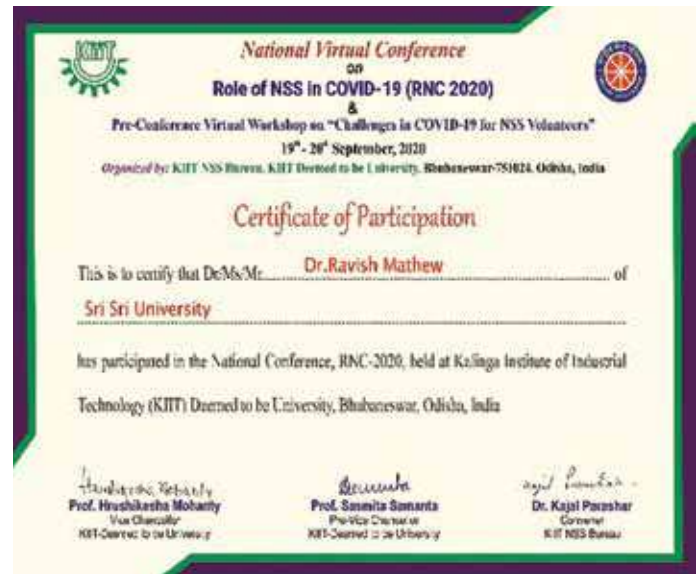 KIIT
National Virtual Conference
on
Role of NSS in COVID-19 (RNC 2020)
&
Pre-Conference Virtual Workshop on "Challenges in COVID-19 for NSS Volunteers"
19th - 20th September, 2020
Organized by: KIIT NSS Bureau, KIIT Deemed to be University, Bhubaneswar-751024, Odisha, India
Certificate of Participation
This is to certify that Dr/Ms/Mr. Dr.Ravish Mathew of
Sri Sri University
has participated in the National Conference, RNC-2020, held at Kalinga Institute of Industrial
Technology (KIIT) Deemed to be University, Bhubaneswar, Odisha, India
Prof. Hrushikesha Mohanty
Vice Chancellor
KIIT-Deemed to be University
Prof. Sasmita Samanta
Pro-Vice Chancellor
KIIT-Deemed to be University
Dr. Kajal Parashar
Convener
KIIT NSS Bureau